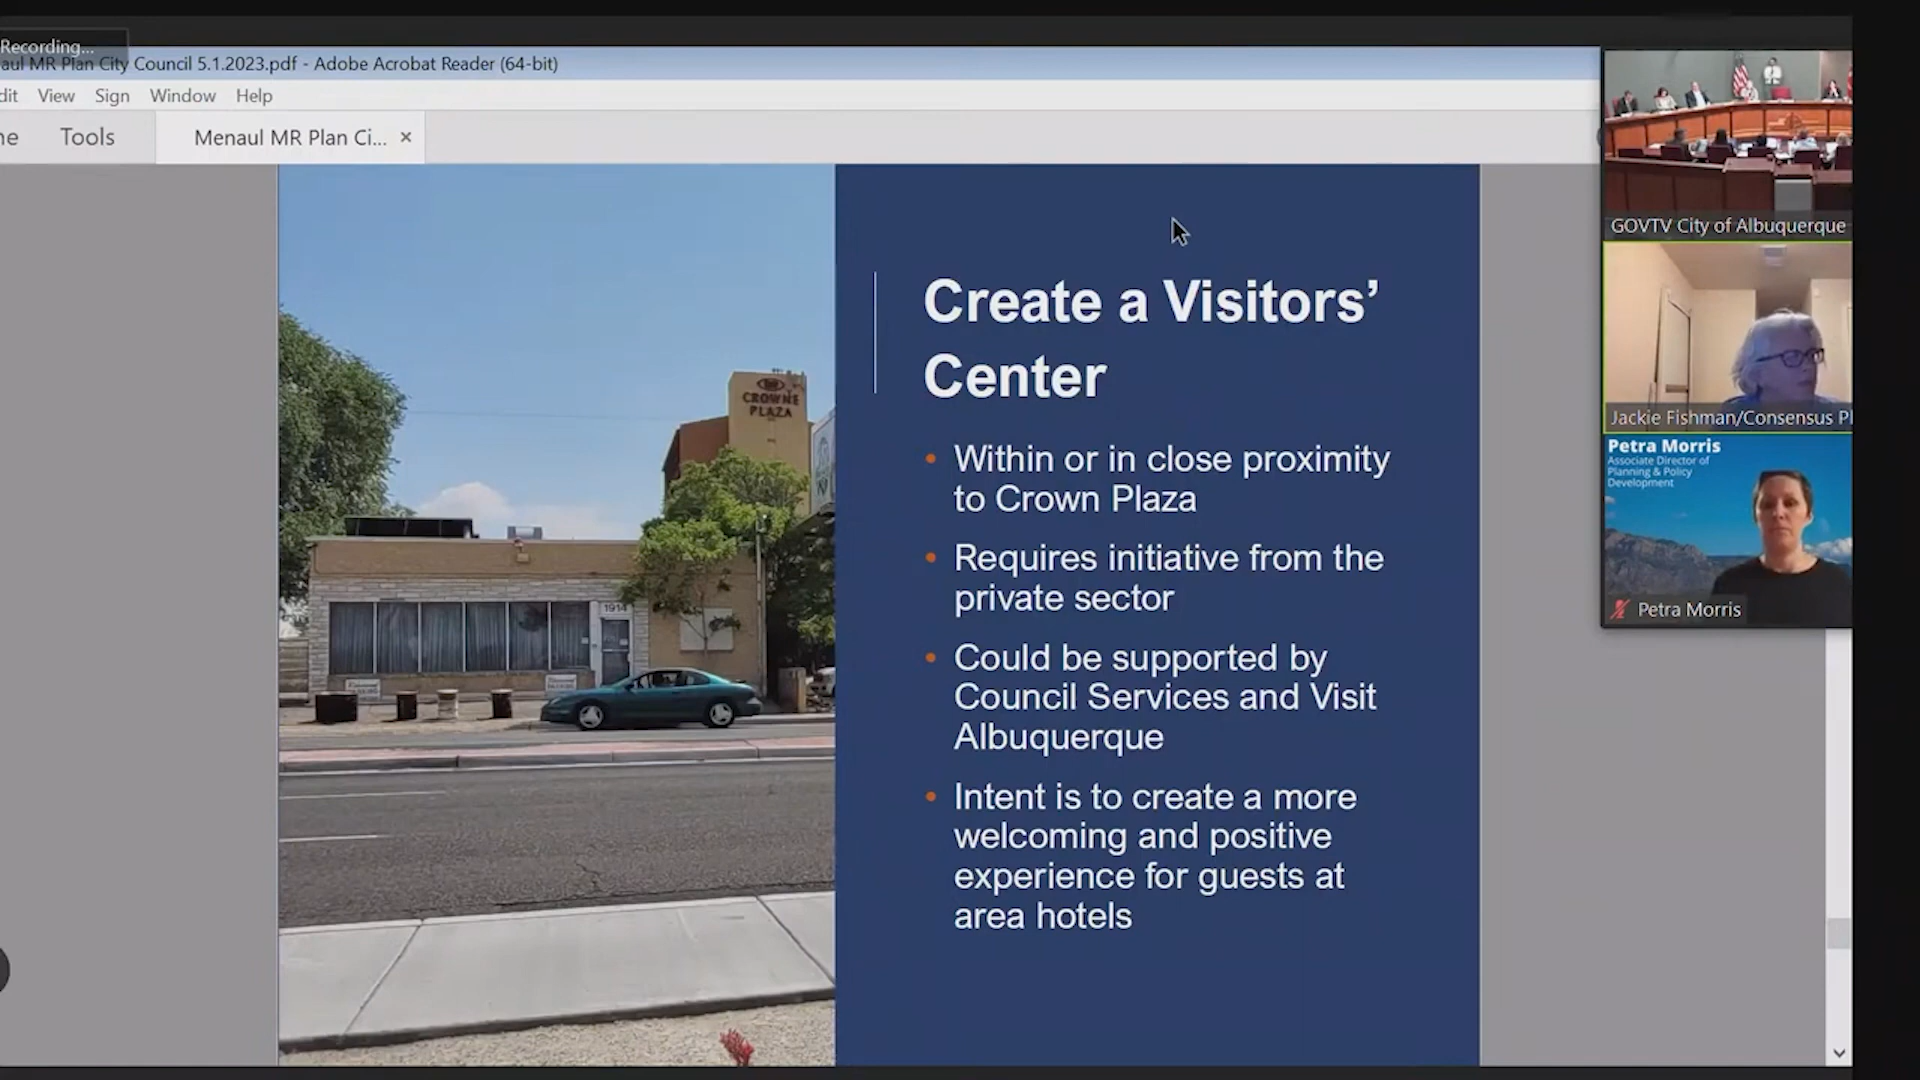 Recording...
aul MR Plan City Council 5.1.2023.pdf - Adobe Acrobat Reader (64-bit)
dit View Sign Window Help
ne Tools Menaul MR Plan Ci... ×
CROWNE
PLAZA
1914
Create a Visitors’
Center
• Within or in close proximity
to Crown Plaza
• Requires initiative from the
private sector
• Could be supported by
Council Services and Visit
Albuquerque
• Intent is to create a more
welcoming and positive
experience for guests at
area hotels
GOVTV City of Albuquerque
Jackie Fishman/Consensus Pl
Petra Morris
Associate Director of
Planning & Policy
Development
Petra Morris